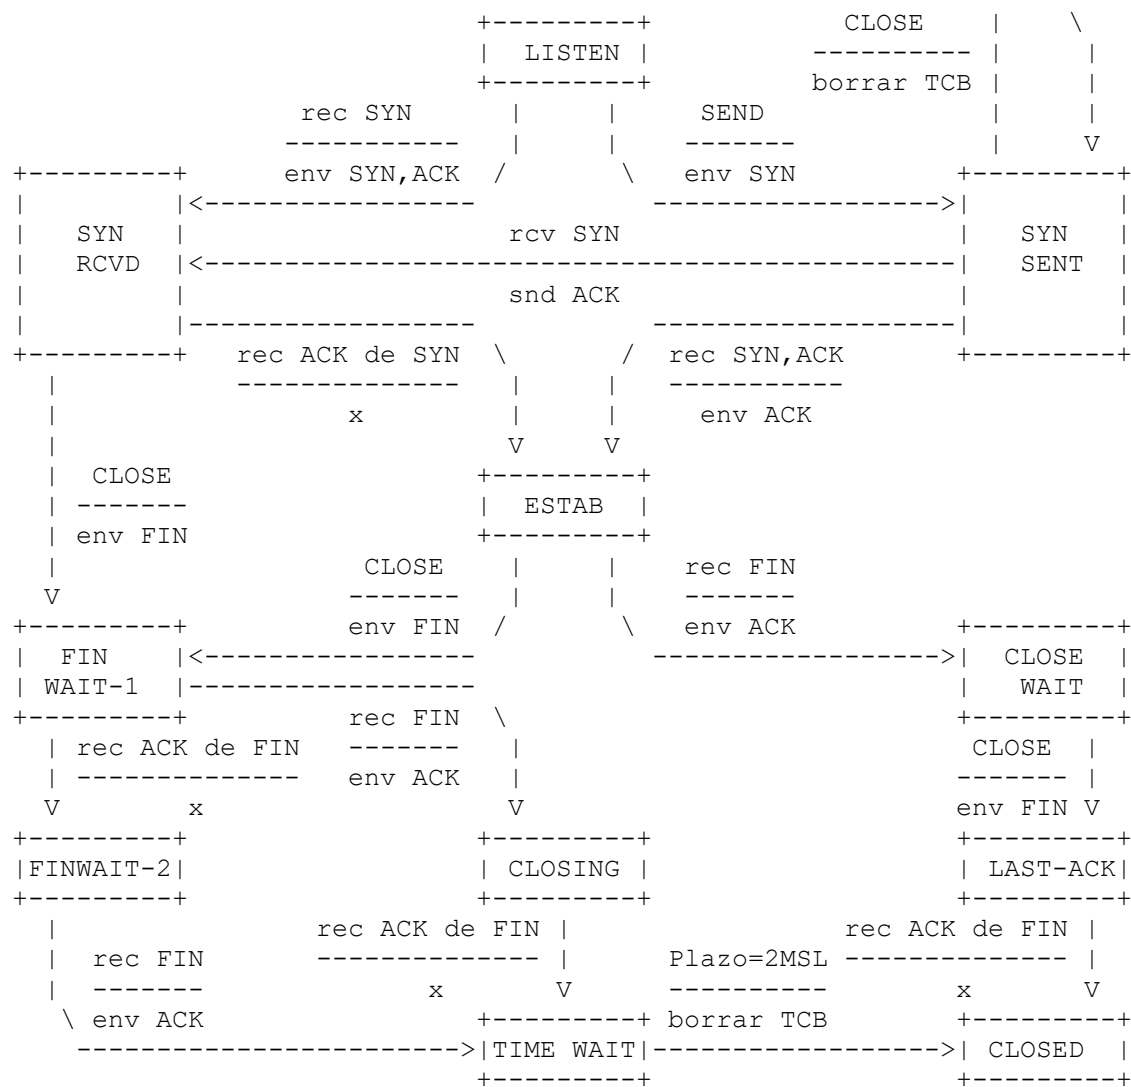 +---------+            CLOSE    |    \
|  LISTEN |          ---------- |     |
+---------+          borrar TCB |     |
rec SYN      |     |     SEND              |     |
-----------   |     |    -------            |     V
+---------+      env SYN,ACK  /       \   env SYN          +---------+
|         |<-----------------           ------------------>|         |
|   SYN   |                    rcv SYN                     |   SYN   |
|   RCVD  |<-----------------------------------------------|   SENT  |
|         |                    snd ACK                     |         |
|         |------------------           -------------------|         |
+---------+   rec ACK de SYN  \       /  rec SYN,ACK       +---------+
|           --------------   |     |   -----------
|                  x         |     |     env ACK
|                            V     V
|  CLOSE                   +---------+
| -------                  |  ESTAB  |
| env FIN                  +---------+
|                   CLOSE    |     |    rec FIN
V                  -------   |     |    -------
+---------+          env FIN  /       \   env ACK          +---------+
|  FIN    |<-----------------           ------------------>|  CLOSE  |
| WAIT-1  |------------------                              |   WAIT  |
+---------+          rec FIN  \                            +---------+
| rec ACK de FIN   -------   |                            CLOSE  |
| --------------   env ACK   |                           ------- |
V        x                   V                           env FIN V
+---------+                  +---------+                   +---------+
|FINWAIT-2|                  | CLOSING |                   | LAST-ACK|
+---------+                  +---------+                   +---------+
|                rec ACK de FIN |                 rec ACK de FIN |
|  rec FIN       -------------- |        Plazo=2MSL -------------- |
|  -------              x       V        ----------        x       V
\ env ACK                 +---------+ borrar TCB        +---------+
------------------------>|TIME WAIT|------------------>| CLOSED  |
+---------+                   +---------+